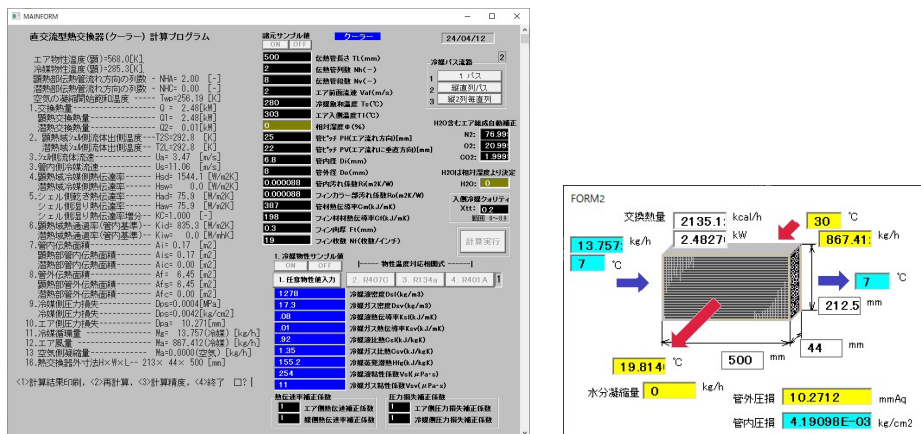 MAINFORM
直交流型熱交換器(クーラー) 計算プログラム
エア物性温度(顕)=568.0[K]
冷媒物性温度(顕)=285.3[K]
顕熱部伝熱管流れ方向の列数 - NHA= 2.00 [-]
潜熱部伝熱管流れ方向の列数 - NHC= 0.00 [-]
空気の凝縮開始飽和温度 ----- Twp=256.19 [K]
1.交換熱量----------------- Q = 2.48[kW]
顕熱交換熱量-------------- Q1= 2.48[kW]
潜熱交換熱量-------------- Q2= 0.01[kW]
2. 顕熱域シェル側流体出側温度---T2S=292.8 [K]
潜熱域シェル側流体出側温度---T2L=292.8 [K]
3.シェル側流体流速----------- Ua= 3.47 [m/s]
3.管内側冷媒流速----------- Us=11.06 [m/s]
4.顕熱域冷媒側熱伝達率------ Hsd= 1544.1 [W/m2K]
潜熱域冷媒側熱伝達率------ Hsw= 0.0 [W/m2K]
5.シェル側乾き熱伝達率------- Had= 75.9 [W/m2K]
シェル側湿り熱伝達率------- Haw= 75.9 [W/m2K]
シェル側湿り熱伝達率増分--- KC=1.000 [-]
6.顕熱域熱通過率(管内基準)-- Kid= 835.3 [W/m2K]
潜熱域熱通過率(管内基準)-- Kiw= 0.0 [W/mhK]
7.管内伝熱面積------------- Ai= 0.17 [m2]
顕熱部管内伝熱面積------- Ais= 0.17 [m2]
潜熱部管内伝熱面積------- Aic= 0.00 [m2]
8.管外伝熱面積------------- Af= 6.45 [m2]
顕熱部管外伝熱面積------- Afs= 6.45 [m2]
潜熱部管外伝熱面積------- Afc= 0.00 [m2]
9.冷媒側圧力損失----------- Dps=0.0004[MPa]
冷媒側圧力損失----------- Dps=0.0042[kg/cm2]
10.エア側圧力損失----------- Dpa= 10.271[mm]
11.冷媒循環量-------------- Ms= 13.757(冷媒) [kg/h]
12.エア風量 --------------- Ma= 867.412(冷媒) [kg/h]
13 空気側凝縮量------------ Mw=0.0000(空気) [kg/h]
16.熱交換器外寸法H×W×L-- 213× 44× 500 [mm]
<1>計算結果印刷, <2>再計算, <3>計算精度, <4>終了 口?|
諸元サンプル値
ON OFF
クーラー
24/04/12
500 伝熱管長さ TL(mm)
2 伝熱管列数 Nh(-)
8 伝熱管段数 Nv(-)
2 エア前面流速 Vaf(m/s)
280 冷媒飽和温度 Ts(℃)
303 エア入側温度T1(℃)
0 相対湿度Φ(%)
25 管ピッチ PH(エア流れ方向)[mm]
22 管ピッチ PV(エア流れに垂直方向)[mm]
6.8 管内径 Di(mm)
8 管外径 Do(mm)
0.000088 管内汚れ係数Ri(m2K/W)
0.000088 フィンカラー部汚れ係数Ro(m2K/W)
387 管材熱伝導率Cm(kJ/mK)
198 フィン材料熱伝導率Cf(kJ/mK)
0.3 フィン肉厚 Ft(mm)
19 フィン枚数 Nf(枚数/インチ)
2
冷媒パス流路
1 1 パス
2 縦直列パス
3 縦2列毎直列
H2O含むエア組成自動補正
N2: 76.99
O2: 20.99
CO2: 1.999
H2Oは相対湿度より決定
H2O: 0
入側冷媒クォリティ
Xtt: 0.2
範囲 0~0.9
計算実行
1. 冷媒物性サンプル値
ON OFF
|---- 物性温度対応相関式 ----|
1. 任意物性値入力 2. R407C 3. R134a 4. R401A 1
1278 冷媒液密度Dsl(kg/m3)
17.3 冷媒ガス密度Dsv(kg/m3)
.08 冷媒液熱伝導率Ksl(kJ/mK)
.01 冷媒ガス熱伝導率Ksv(kJ/mK)
.92 冷媒液比熱Csl(kJ/kgK)
1.35 冷媒ガス比熱Csv(kJ/kgK)
155.2 冷媒蒸発潜熱Hfg(kJ/kg)
254 冷媒液粘性係数Vsl(μPa·s)
11 冷媒ガス粘性係数Vsv(μPa·s)
熱伝達率補正係数
1 エア側熱伝達補正係数
1 媒側熱伝達率補正係数
圧力損失補正係数
1 エア側圧力損失補正係数
1 冷媒側圧力損失補正係数
FORM2
交換熱量 2135.1 kcal/h
2.4827 kW
30 ℃
867.41 kg/h
13.757 kg/h
7 ℃
7 ℃
212.5 mm
44 mm
500 mm
19.814 ℃
水分凝縮量 0 kg/h
管外圧損 10.2712 mmAq
管内圧損 4.19098E-03 kg/cm2